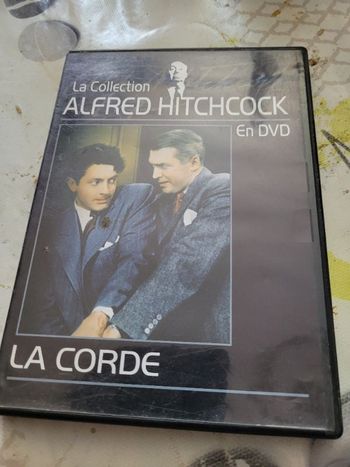 La Collection
ALFRED HITCHCOCK
En DVD
LA CORDE